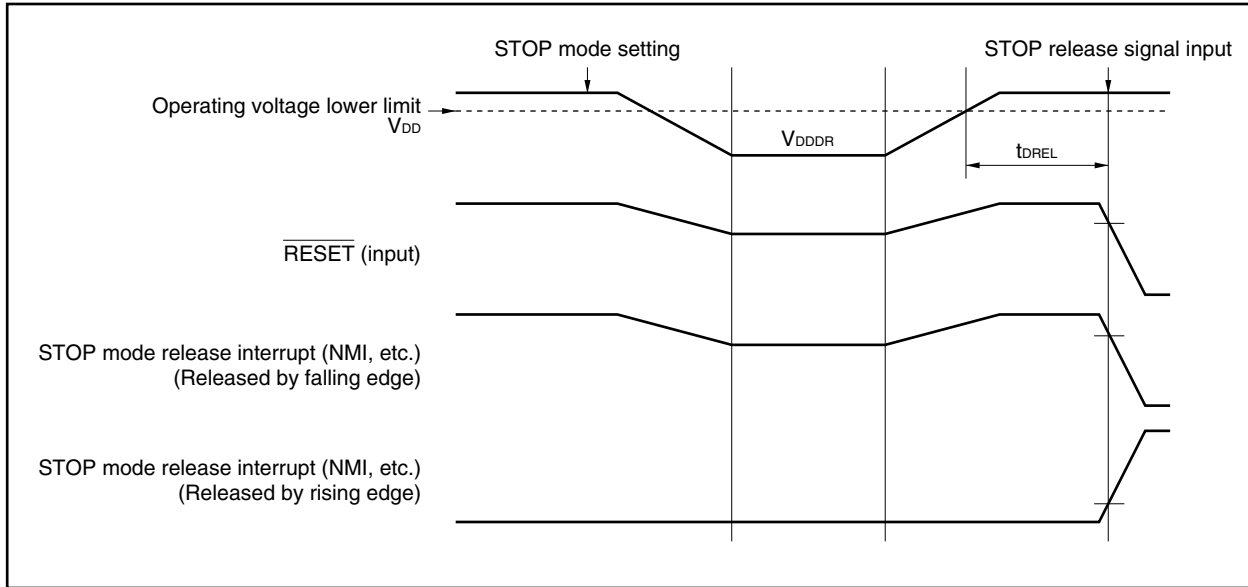 STOP mode setting
STOP release signal input
Operating voltage lower limit
VDD
VDDDR
tDREL
RESET (input)
STOP mode release interrupt (NMI, etc.)
(Released by falling edge)
STOP mode release interrupt (NMI, etc.)
(Released by rising edge)